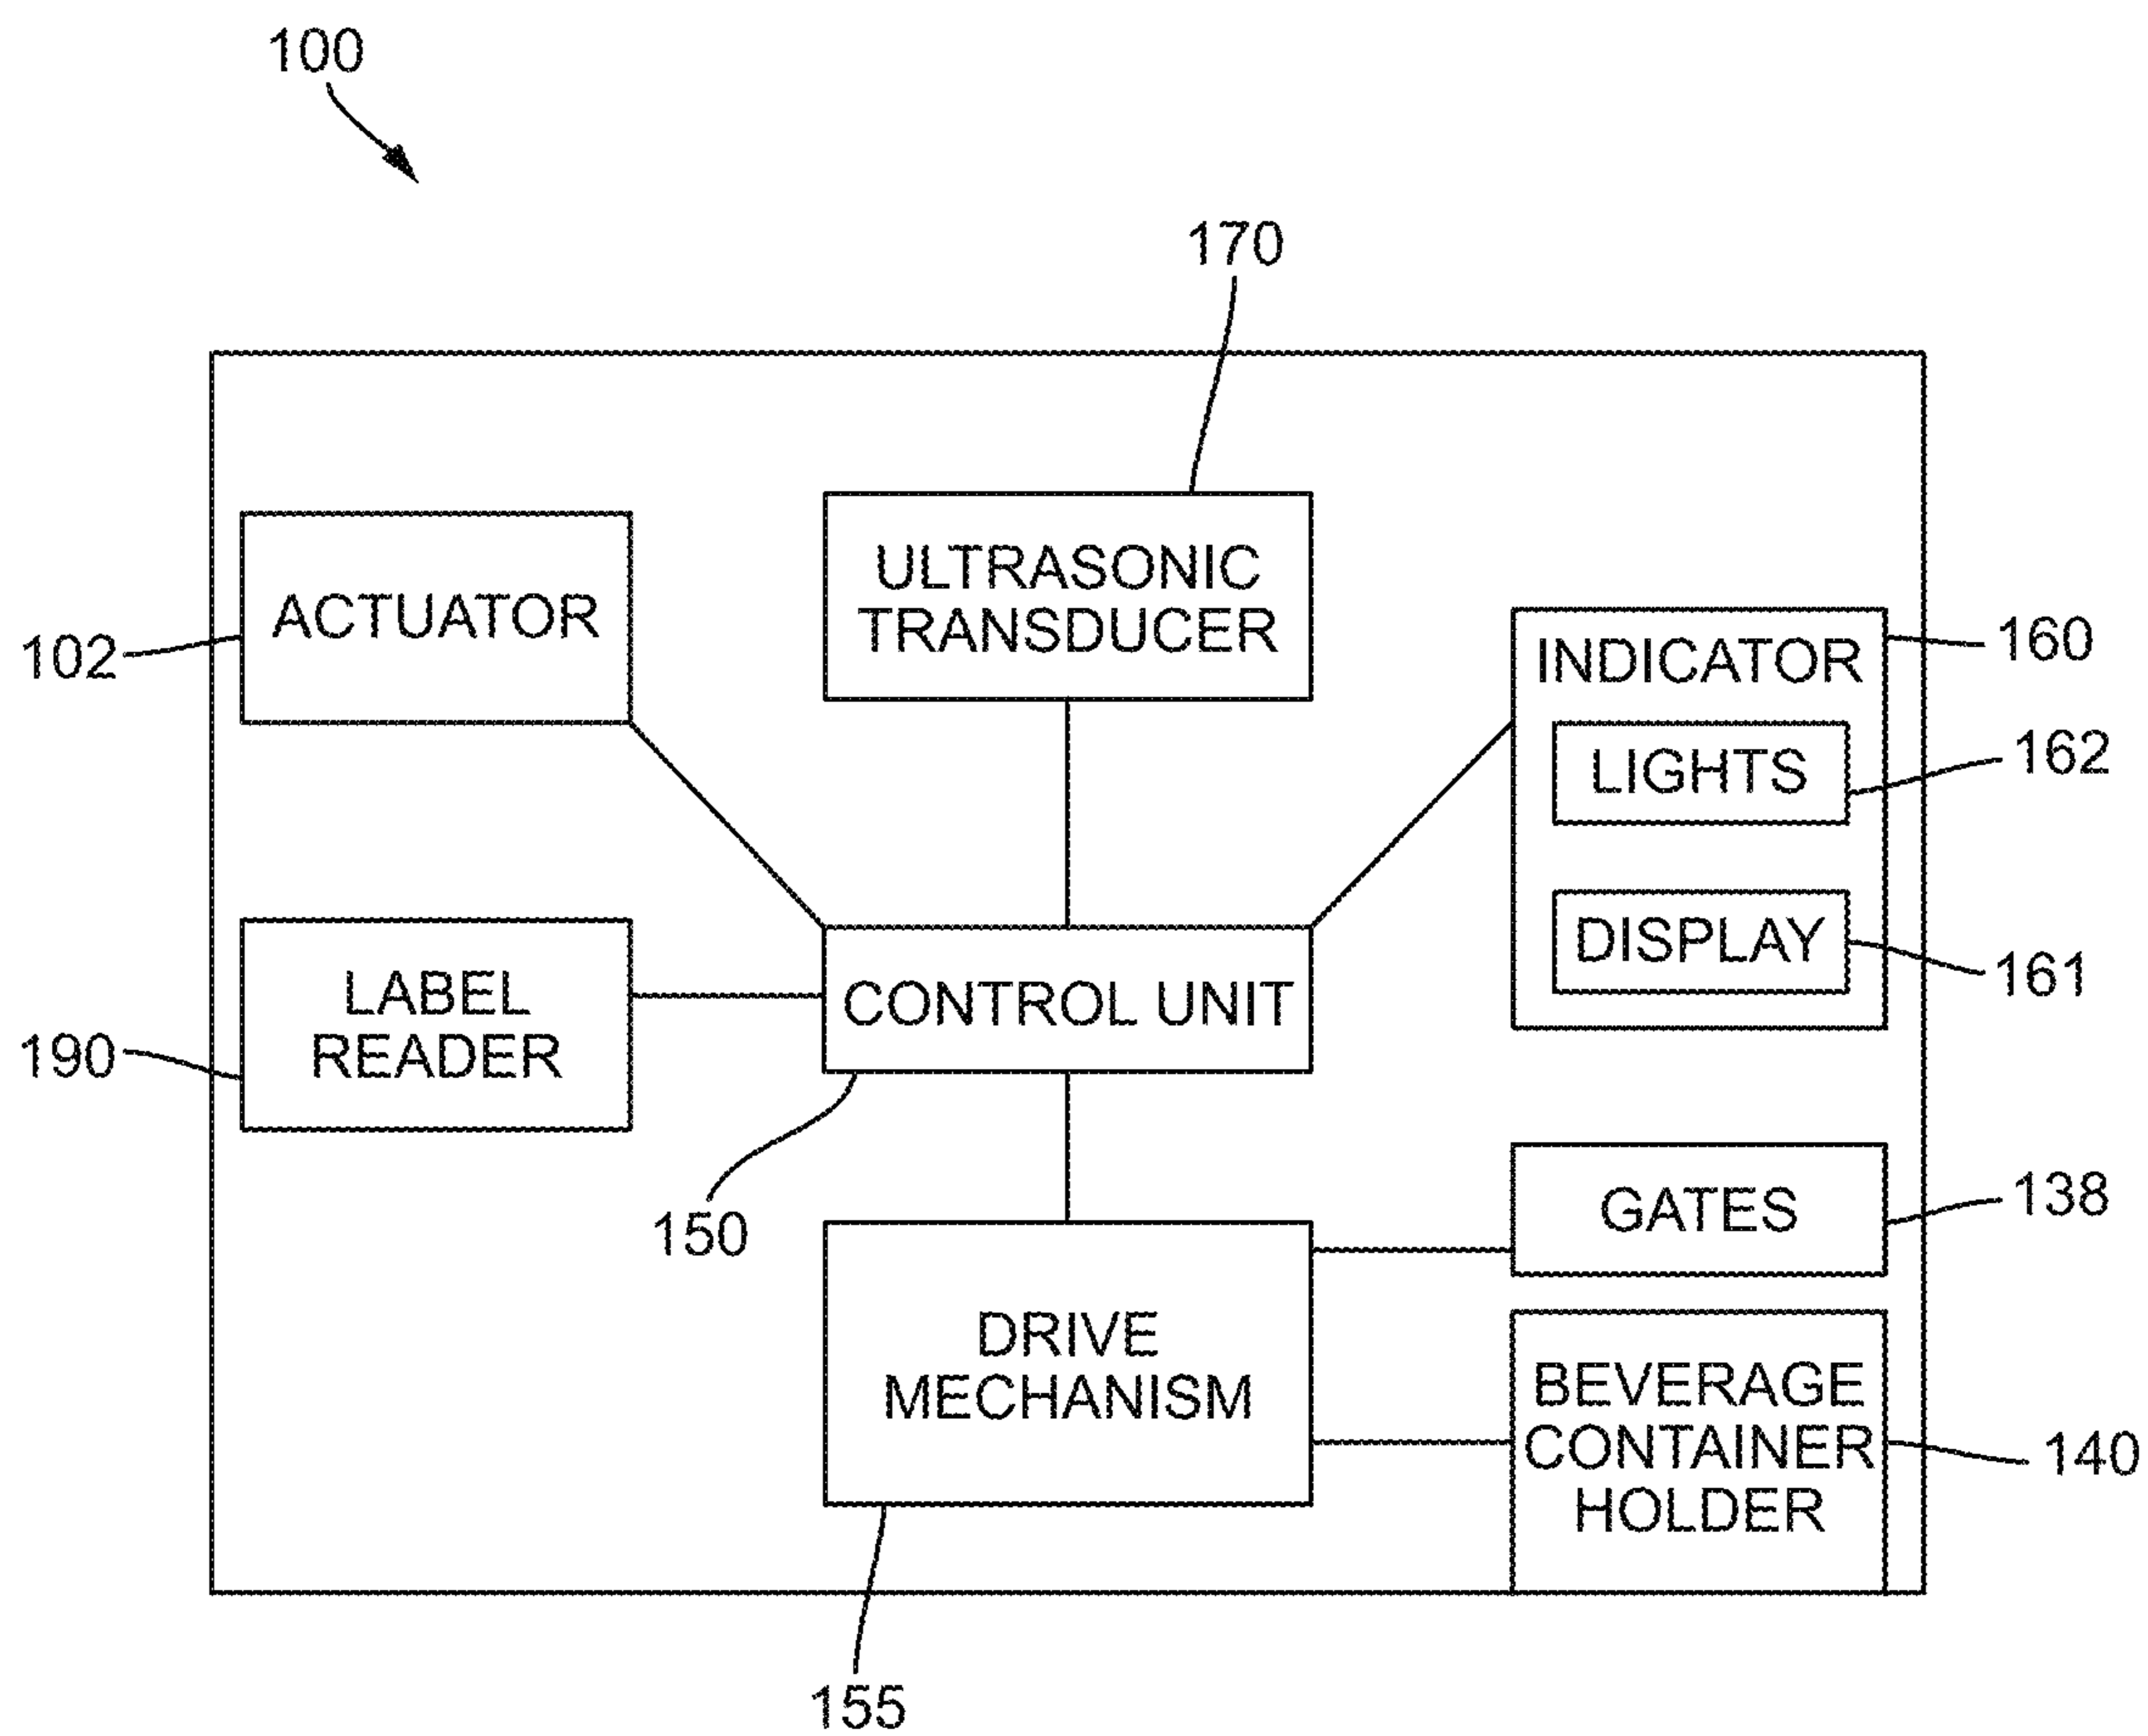 100
170
ACTUATOR
102
ULTRASONIC
TRANSDUCER
INDICATOR
160
LIGHTS
162
DISPLAY
161
LABEL
READER
190
CONTROL UNIT
150
GATES
138
DRIVE
MECHANISM
155
BEVERAGE
CONTAINER
HOLDER
140